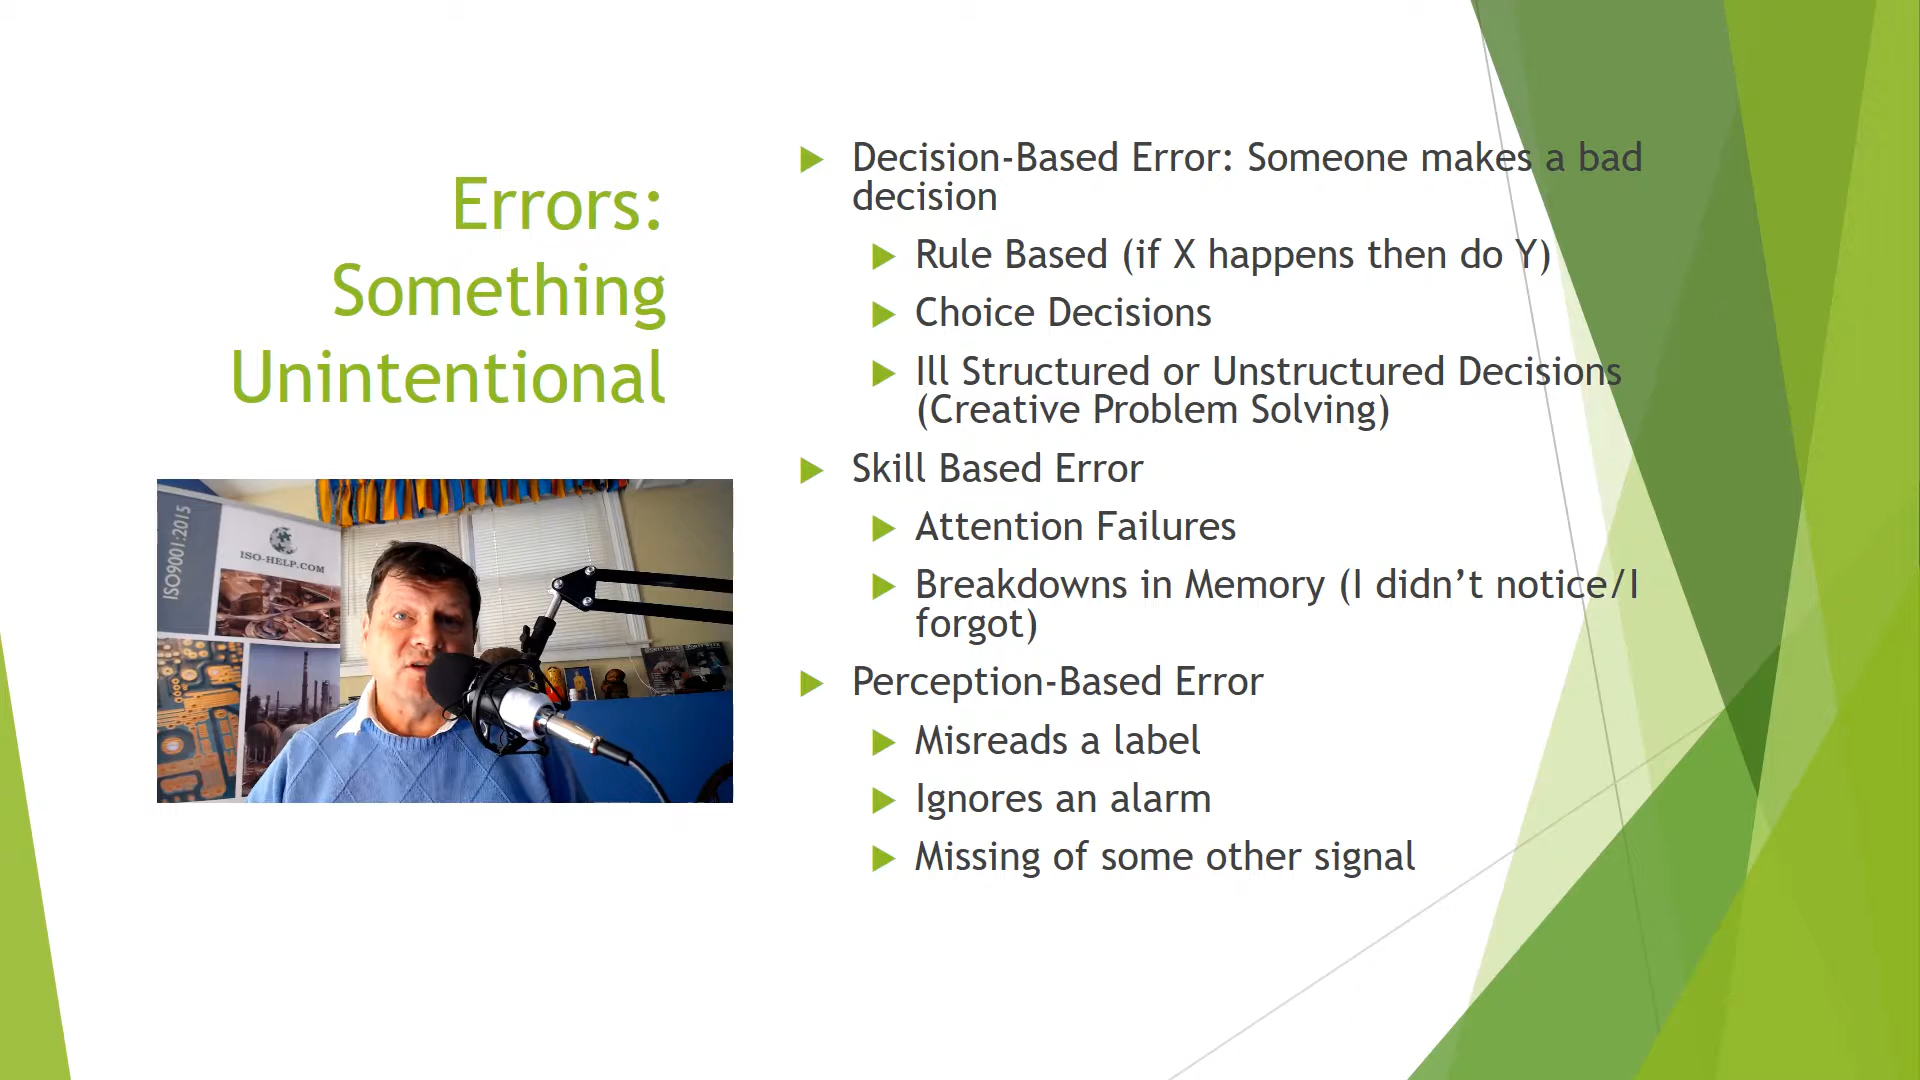 Errors:
Something
Unintentional
Decision-Based Error: Someone makes a bad
decision
Rule Based (if X happens then do Y)
Choice Decisions
Ill Structured or Unstructured Decisions
(Creative Problem Solving)
Skill Based Error
Attention Failures
Breakdowns in Memory (I didn’t notice/I
forgot)
Perception-Based Error
Misreads a label
Ignores an alarm
Missing of some other signal
ISO9001:2015
ISO-HELP.COM